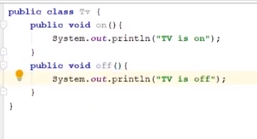 public class Tv {
    public void on(){
        System.out.println("TV is on");
    }
    public void off(){
        System.out.println("TV is off");
    }
}